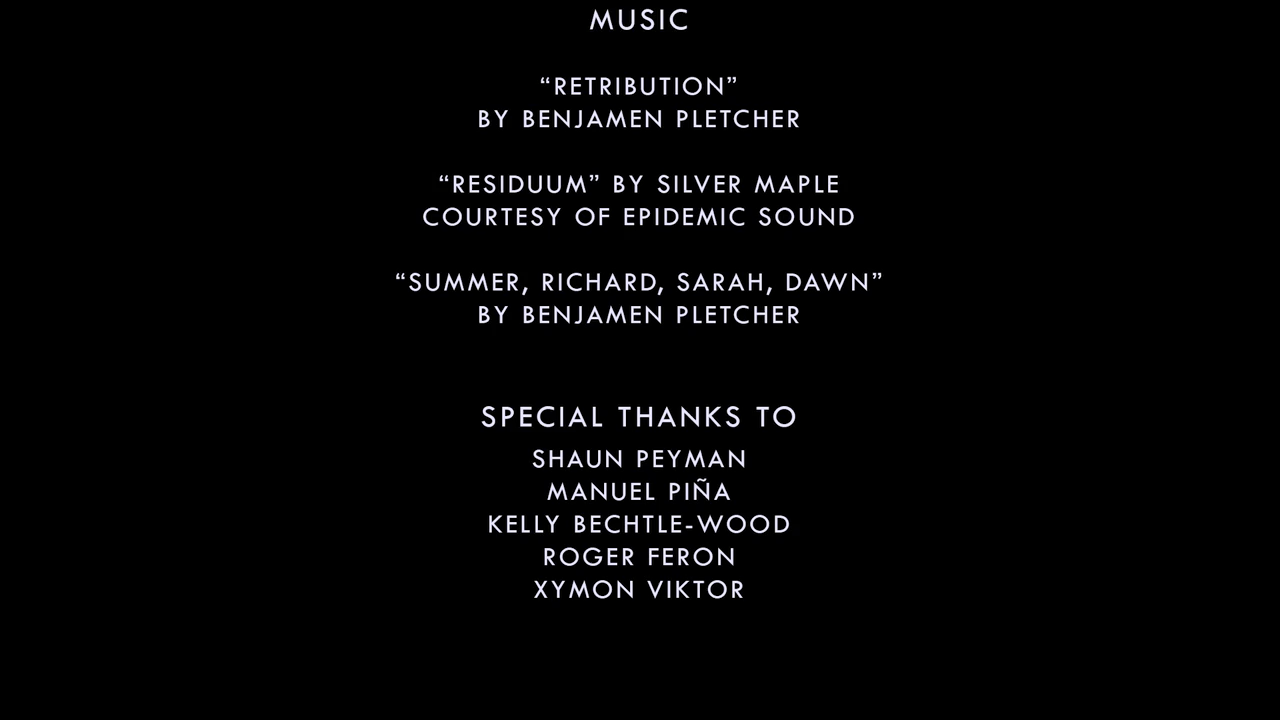 MUSIC
“RETRIBUTION”
BY BENJAMEN PLETCHER
“RESIDUUM” BY SILVER MAPLE
COURTESY OF EPIDEMIC SOUND
“SUMMER, RICHARD, SARAH, DAWN”
BY BENJAMEN PLETCHER
SPECIAL THANKS TO
SHAUN PEYMAN
MANUEL PIÑA
KELLY BECHTLE-WOOD
ROGER FERON
XYMON VIKTOR